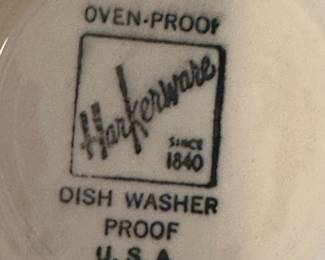 OVEN-PROOF
Harkerware
SINCE
1840
DISH WASHER
PROOF
U. S. A.